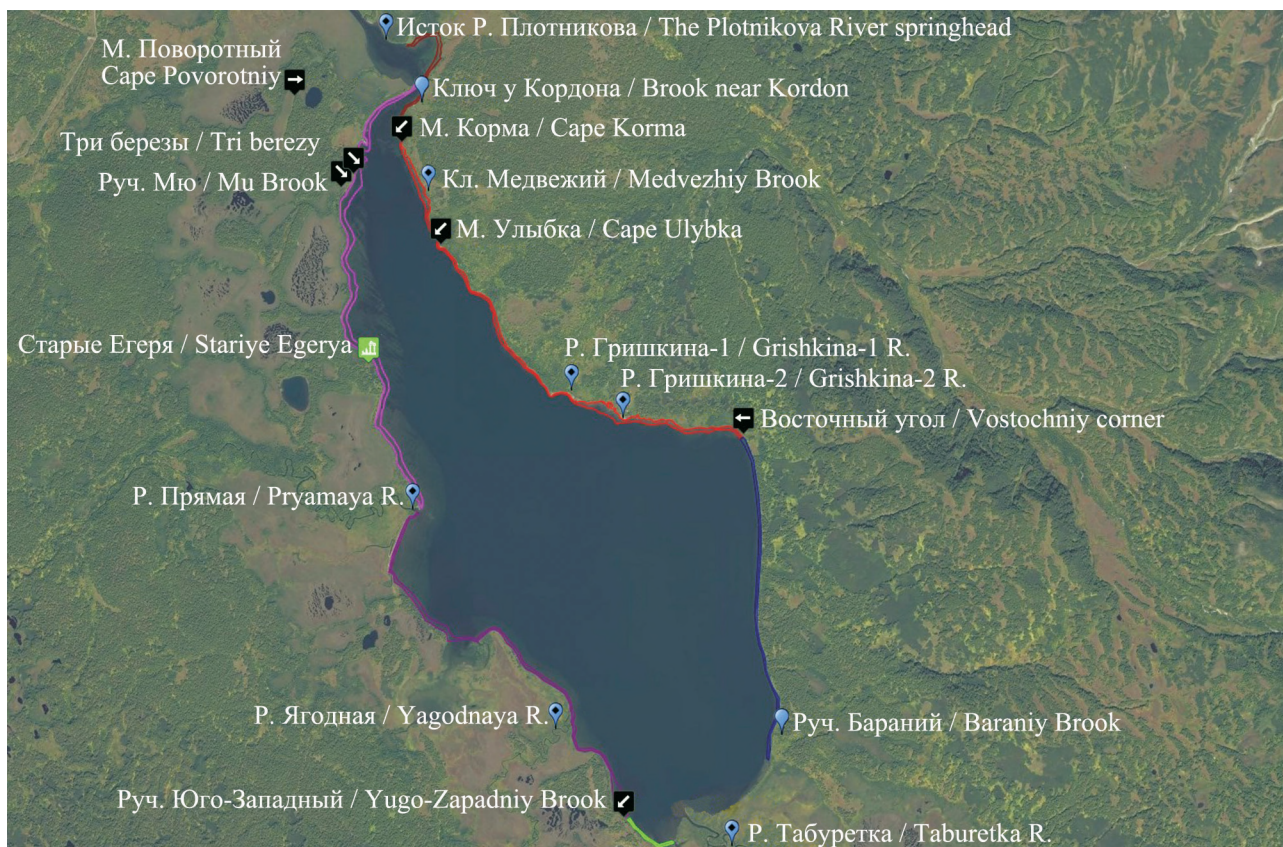 Исток Р. Плотникова / The Plotnikova River springhead
М. Поворотный
Cape Povorotniy
Ключ у Кордона / Brook near Kordon
М. Корма / Cape Korma
Три березы / Tri berezy
Руч. Мю / Mu Brook
Кл. Медвежий / Medvezhiy Brook
М. Улыбка / Cape Ulybka
Старые Егеря / Stariye Egerya
Р. Гришкина-1 / Grishkina-1 R.
Р. Гришкина-2 / Grishkina-2 R.
Восточный угол / Vostochniy corner
Р. Прямая / Pryamaya R.
Р. Ягодная / Yagodnaya R.
Руч. Бараний / Baraniy Brook
Руч. Юго-Западный / Yugo-Zapadniy Brook
Р. Табуретка / Taburetka R.